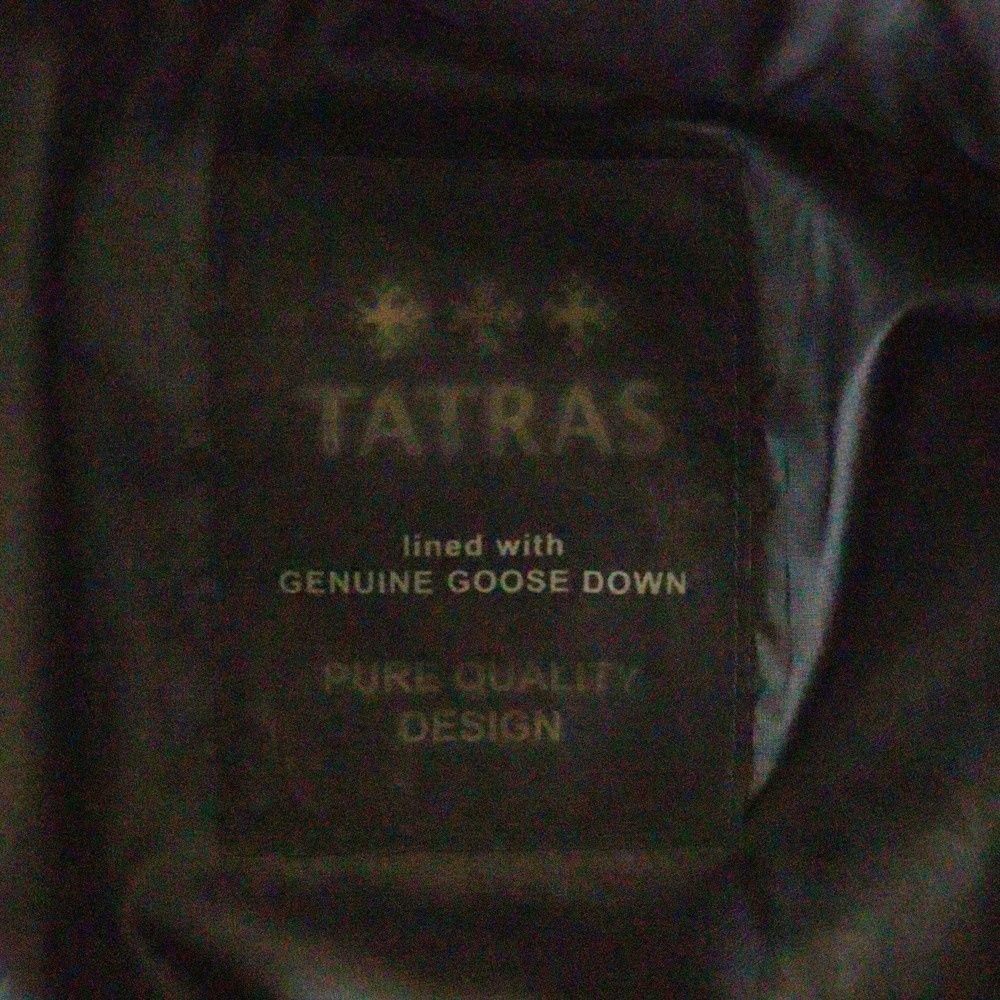 TATRAS
lined with
GENUINE GOOSE DOWN
PURE QUALITY
DESIGN